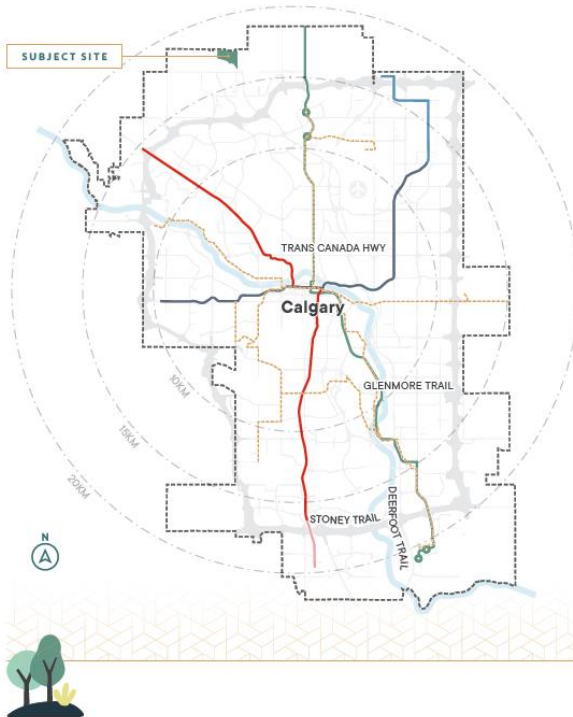 SUBJECT SITE
TRANS CANADA HWY
Calgary
GLENMORE TRAIL
10KM
15KM
20KM
STONEY TRAIL
DEERFOOT TRAIL
N